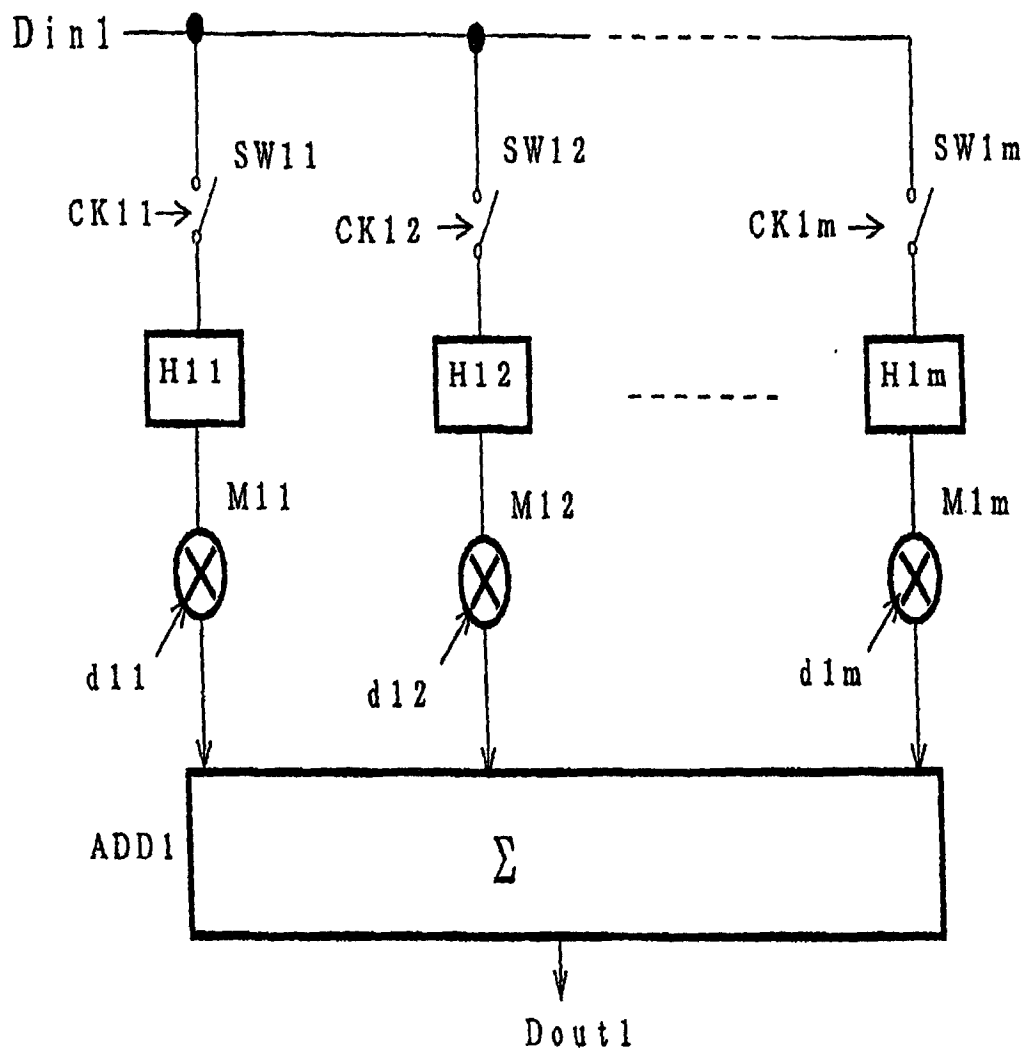 Din1
SW11
SW12
SW1m
CK11
CK12
CK1m
H11
H12
H1m
M11
M12
M1m
d11
d12
d1m
ADD1
Σ
Dout1